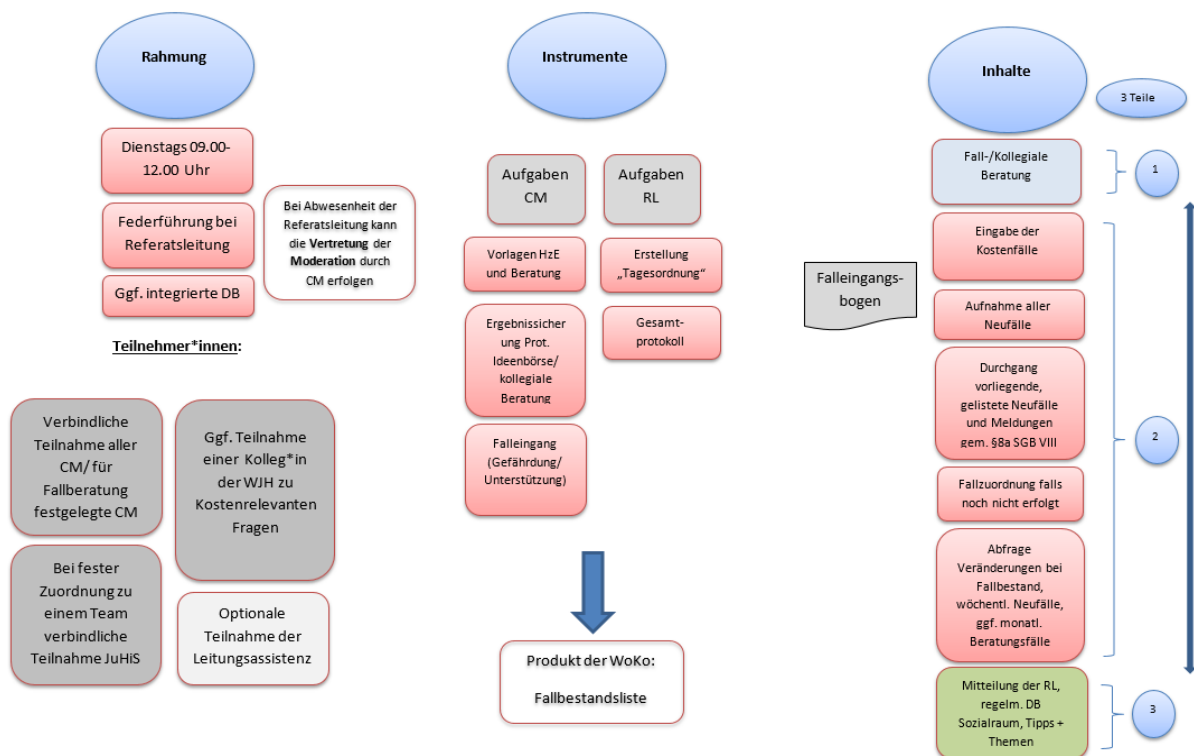 Rahmung
Dienstags 09.00-
12.00 Uhr
Federführung bei
Referatsleitung
Ggf. integrierte DB
Bei Abwesenheit der
Referatsleitung kann
die Vertretung der
Moderation durch
CM erfolgen
Teilnehmer*innen:
Verbindliche
Teilnahme aller
CM/ für
Fallberatung
festgelegte CM
Ggf. Teilnahme
einer Kolleg*in
der WJH zu
Kostenrelevanten
Fragen
Bei fester
Zuordnung zu
einem Team
verbindliche
Teilnahme JuHiS
Optionale
Teilnahme der
Leitungsassistenz
Instrumente
Aufgaben
CM
Aufgaben
RL
Vorlagen HzE
und Beratung
Erstellung
„Tagesordnung“
Ergebnissicher
ung Prot.
Ideenbörse/
kollegiale
Beratung
Gesamt-
protokoll
Falleingang
(Gefährdung/
Unterstützung)
Produkt der WoKo:
Fallbestandsliste
Inhalte
3 Teile
Fall-/Kollegiale
Beratung
1
Eingabe der
Kostenfälle
Falleingangs-
bogen
Aufnahme aller
Neufälle
Durchgang
vorliegende,
gelistete Neufälle
und Meldungen
gem. §8a SGB VIII
2
Fallzuordnung falls
noch nicht erfolgt
Abfrage
Veränderungen bei
Fallbestand,
wöchentl. Neufälle,
ggf. monatl.
Beratungsfälle
Mitteilung der RL,
regelm. DB
Sozialraum, Tipps +
Themen
3